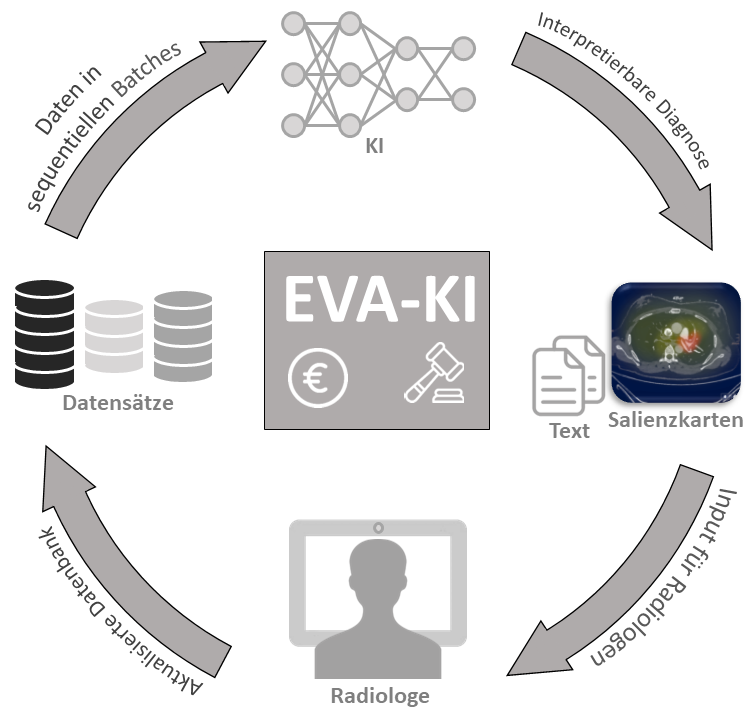 Daten in
sequentiellen Batches
Interpretierbare Diagnose
KI
EVA-KI
€
Datensätze
Text
Salienzkarten
Input für Radiologen
Aktualisierte Datenbank
Radiologe